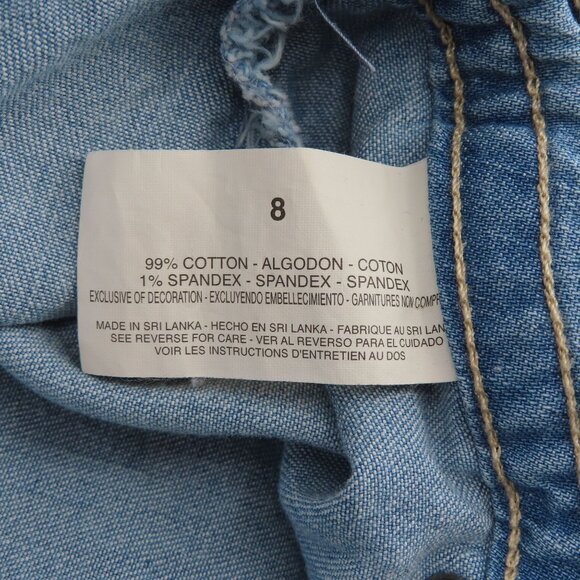 8
99% COTTON - ALGODON - COTON
1% SPANDEX - SPANDEX - SPANDEX
EXCLUSIVE OF DECORATION - EXCLUYENDO EMBELLECIMIENTO - GARNITURES NON
MADE IN SRI LANKA - HECHO EN SRI LANKA - FABRIQUE AU SRI
SEE REVERSE FOR CARE - VER AL REVERSO PARA EL CUIDADO
VOIR LES INSTRUCTIONS D'ENTRETIEN AU DOS